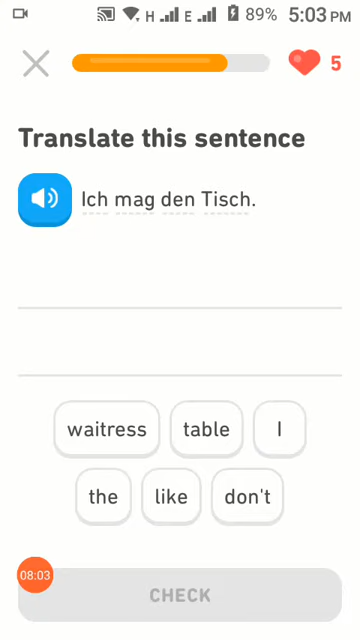 H E 89% 5:03 PM
5
Translate this sentence
Ich mag den Tisch.
waitress table I
the like don't
08:03
CHECK